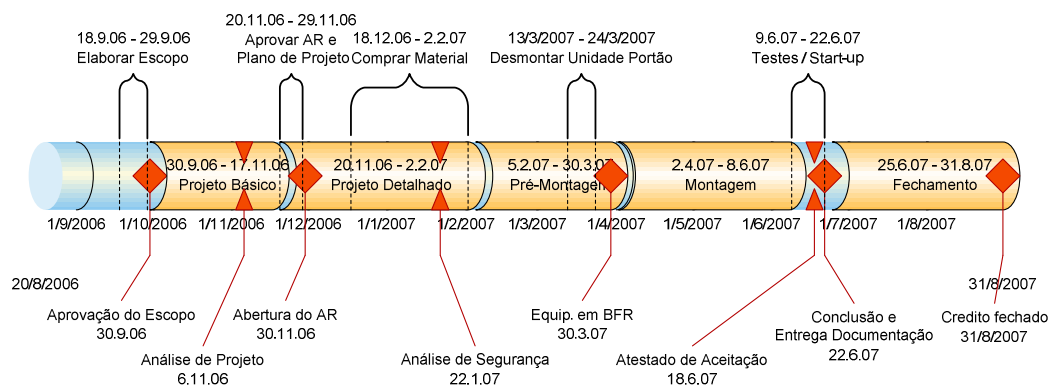 18.9.06 - 29.9.06
Elaborar Escopo
20.11.06 - 29.11.06
Aprovar AR e
Plano de Projeto
18.12.06 - 2.2.07
Comprar Material
13/3/2007 - 24/3/2007
Desmontar Unidade Portão
9.6.07 - 22.6.07
Testes / Start-up
30.9.06 - 17.11.06
Projeto Básico
20.11.06 - 2.2.07
Projeto Detalhado
5.2.07 - 30.3.07
Pré-Montagem
2.4.07 - 8.6.07
Montagem
25.6.07 - 31.8.07
Fechamento
1/9/2006
1/10/2006
1/11/2006
1/12/2006
1/1/2007
1/2/2007
1/3/2007
1/4/2007
1/5/2007
1/6/2007
1/7/2007
1/8/2007
20/8/2006
31/8/2007
Aprovação do Escopo
30.9.06
Análise de Projeto
6.11.06
Abertura do AR
30.11.06
Análise de Segurança
22.1.07
Equip. em BFR
30.3.07
Atestado de Aceitação
18.6.07
Conclusão e
Entrega Documentação
22.6.07
Credito fechado
31/8/2007